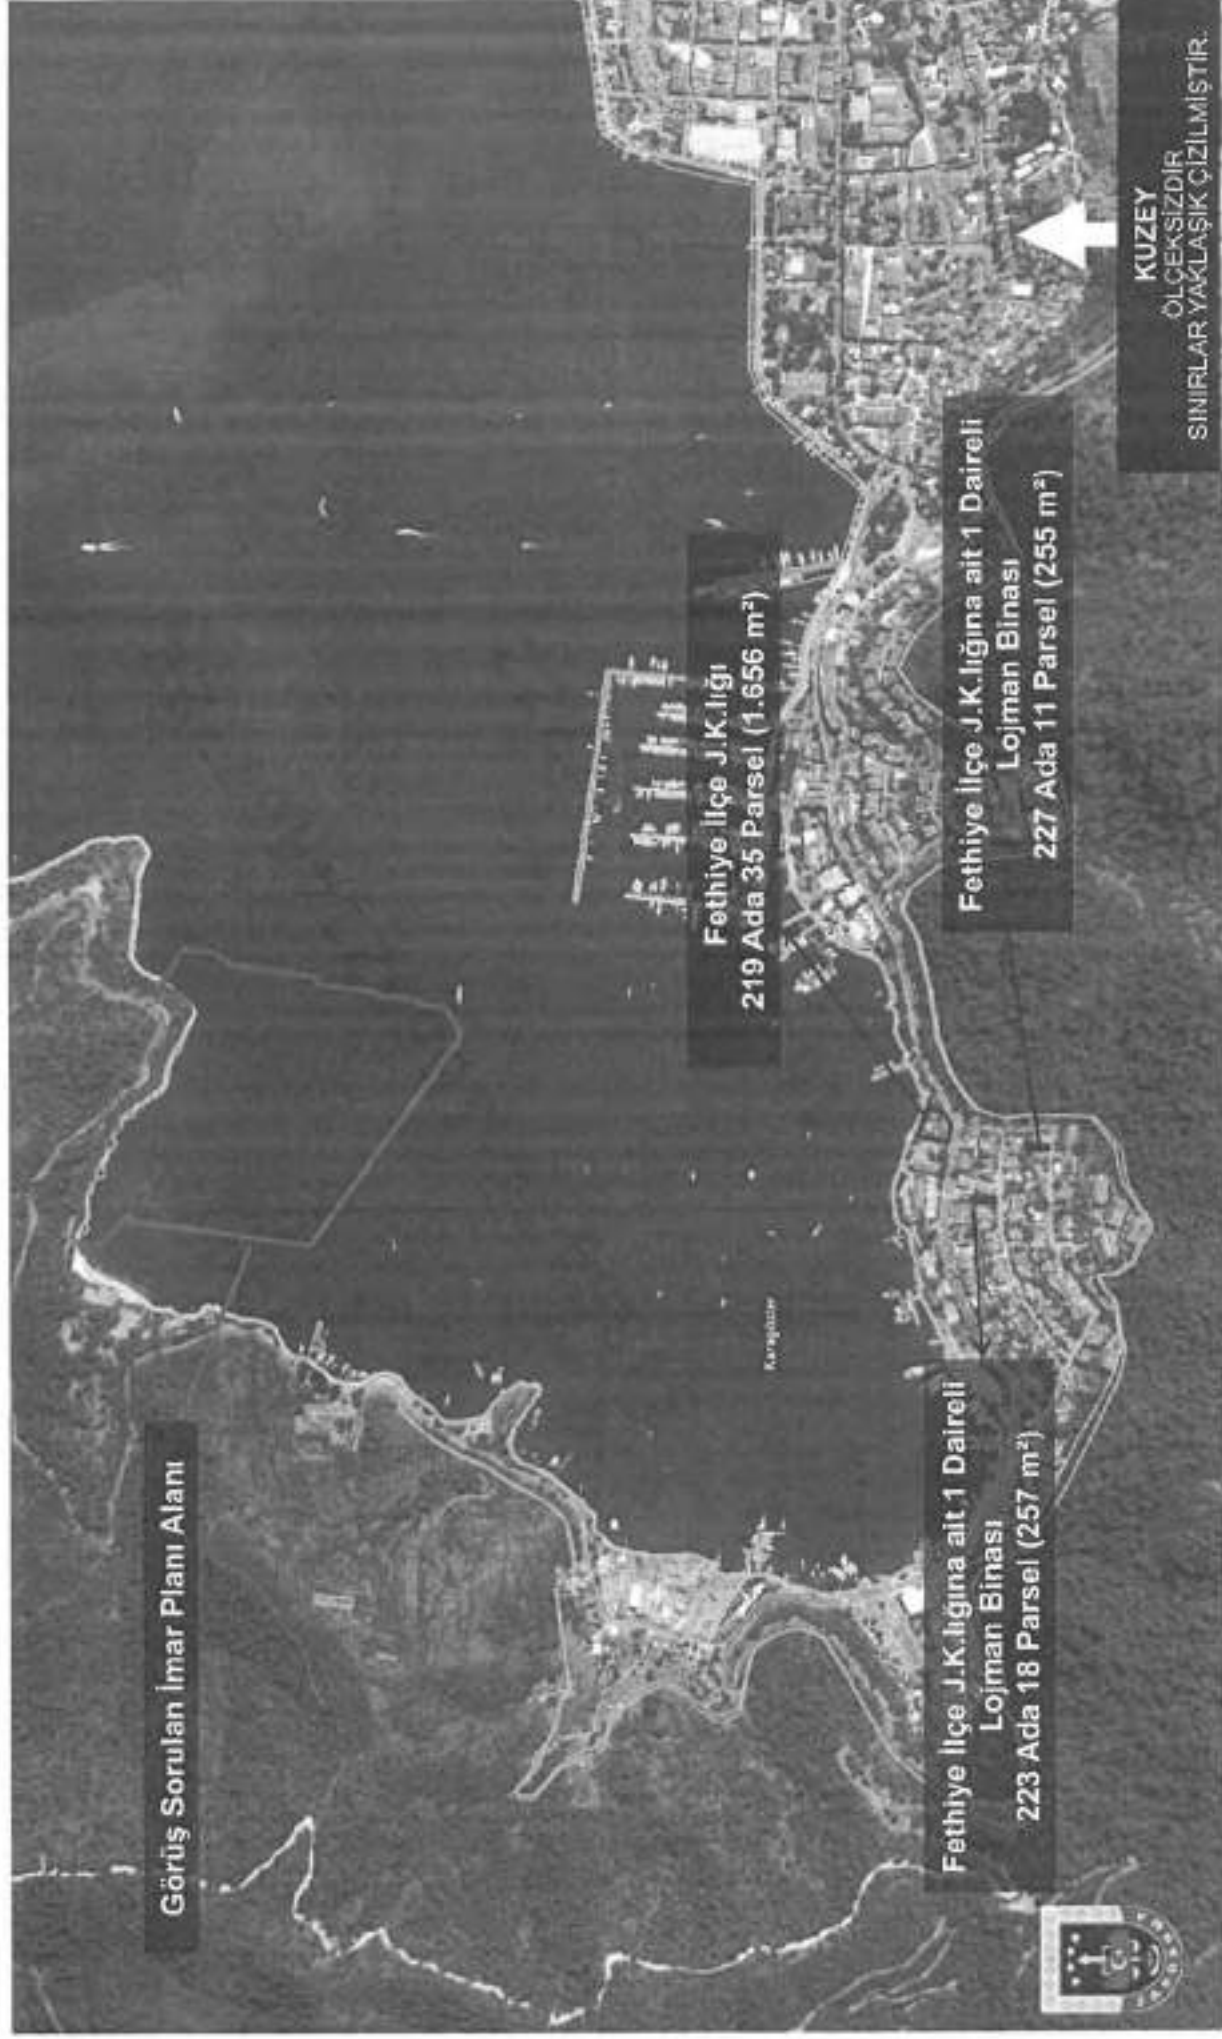 Görüş Sorulan İmar Planı Alanı
Fethiye İlçe J.K.lığı
219 Ada 35 Parsel (1.656 m²)
Karagözler
Fethiye İlçe J.K.lığına ait 1 Daireli
Lojman Binası
223 Ada 18 Parsel (257 m²)
Fethiye İlçe J.K.lığına ait 1 Daireli
Lojman Binası
227 Ada 11 Parsel (255 m²)
KUZEY
ÖLÇEKSİZDİR
SINIRLAR YAKLAŞIK ÇİZİLMİŞTİR.